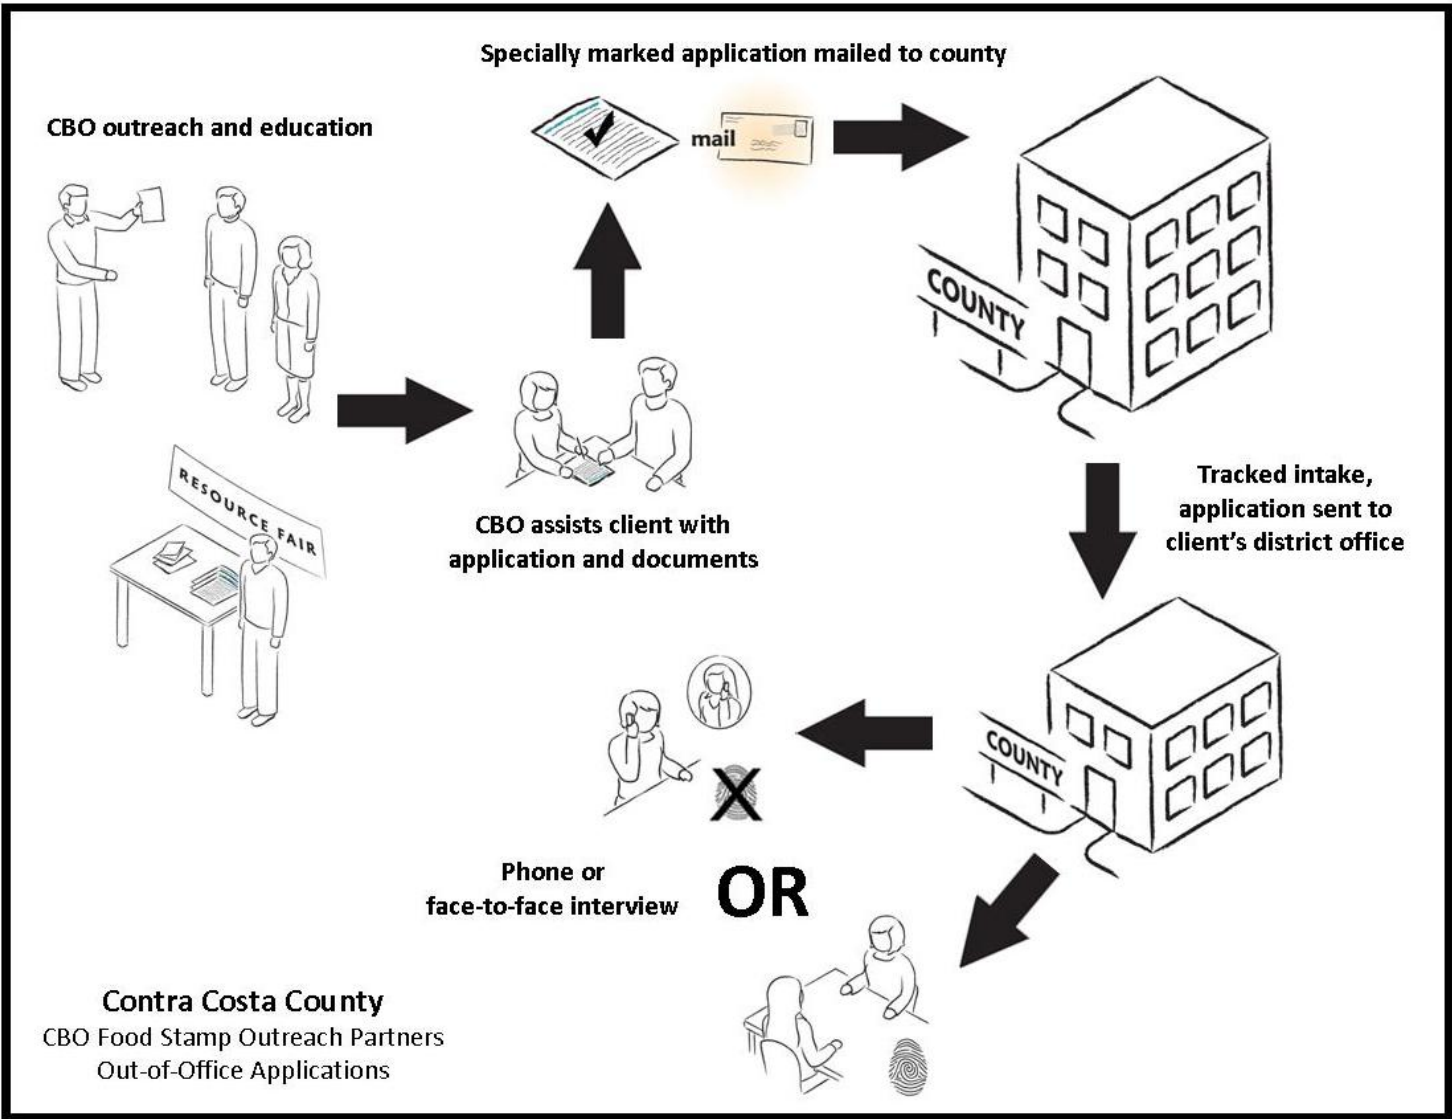 Specially marked application mailed to county
CBO outreach and education
mail
COUNTY
RESOURCE FAIR
CBO assists client with
application and documents
Tracked intake,
application sent to
client's district office
COUNTY
X
Phone or
face-to-face interview
OR
Contra Costa County
CBO Food Stamp Outreach Partners
Out-of-Office Applications